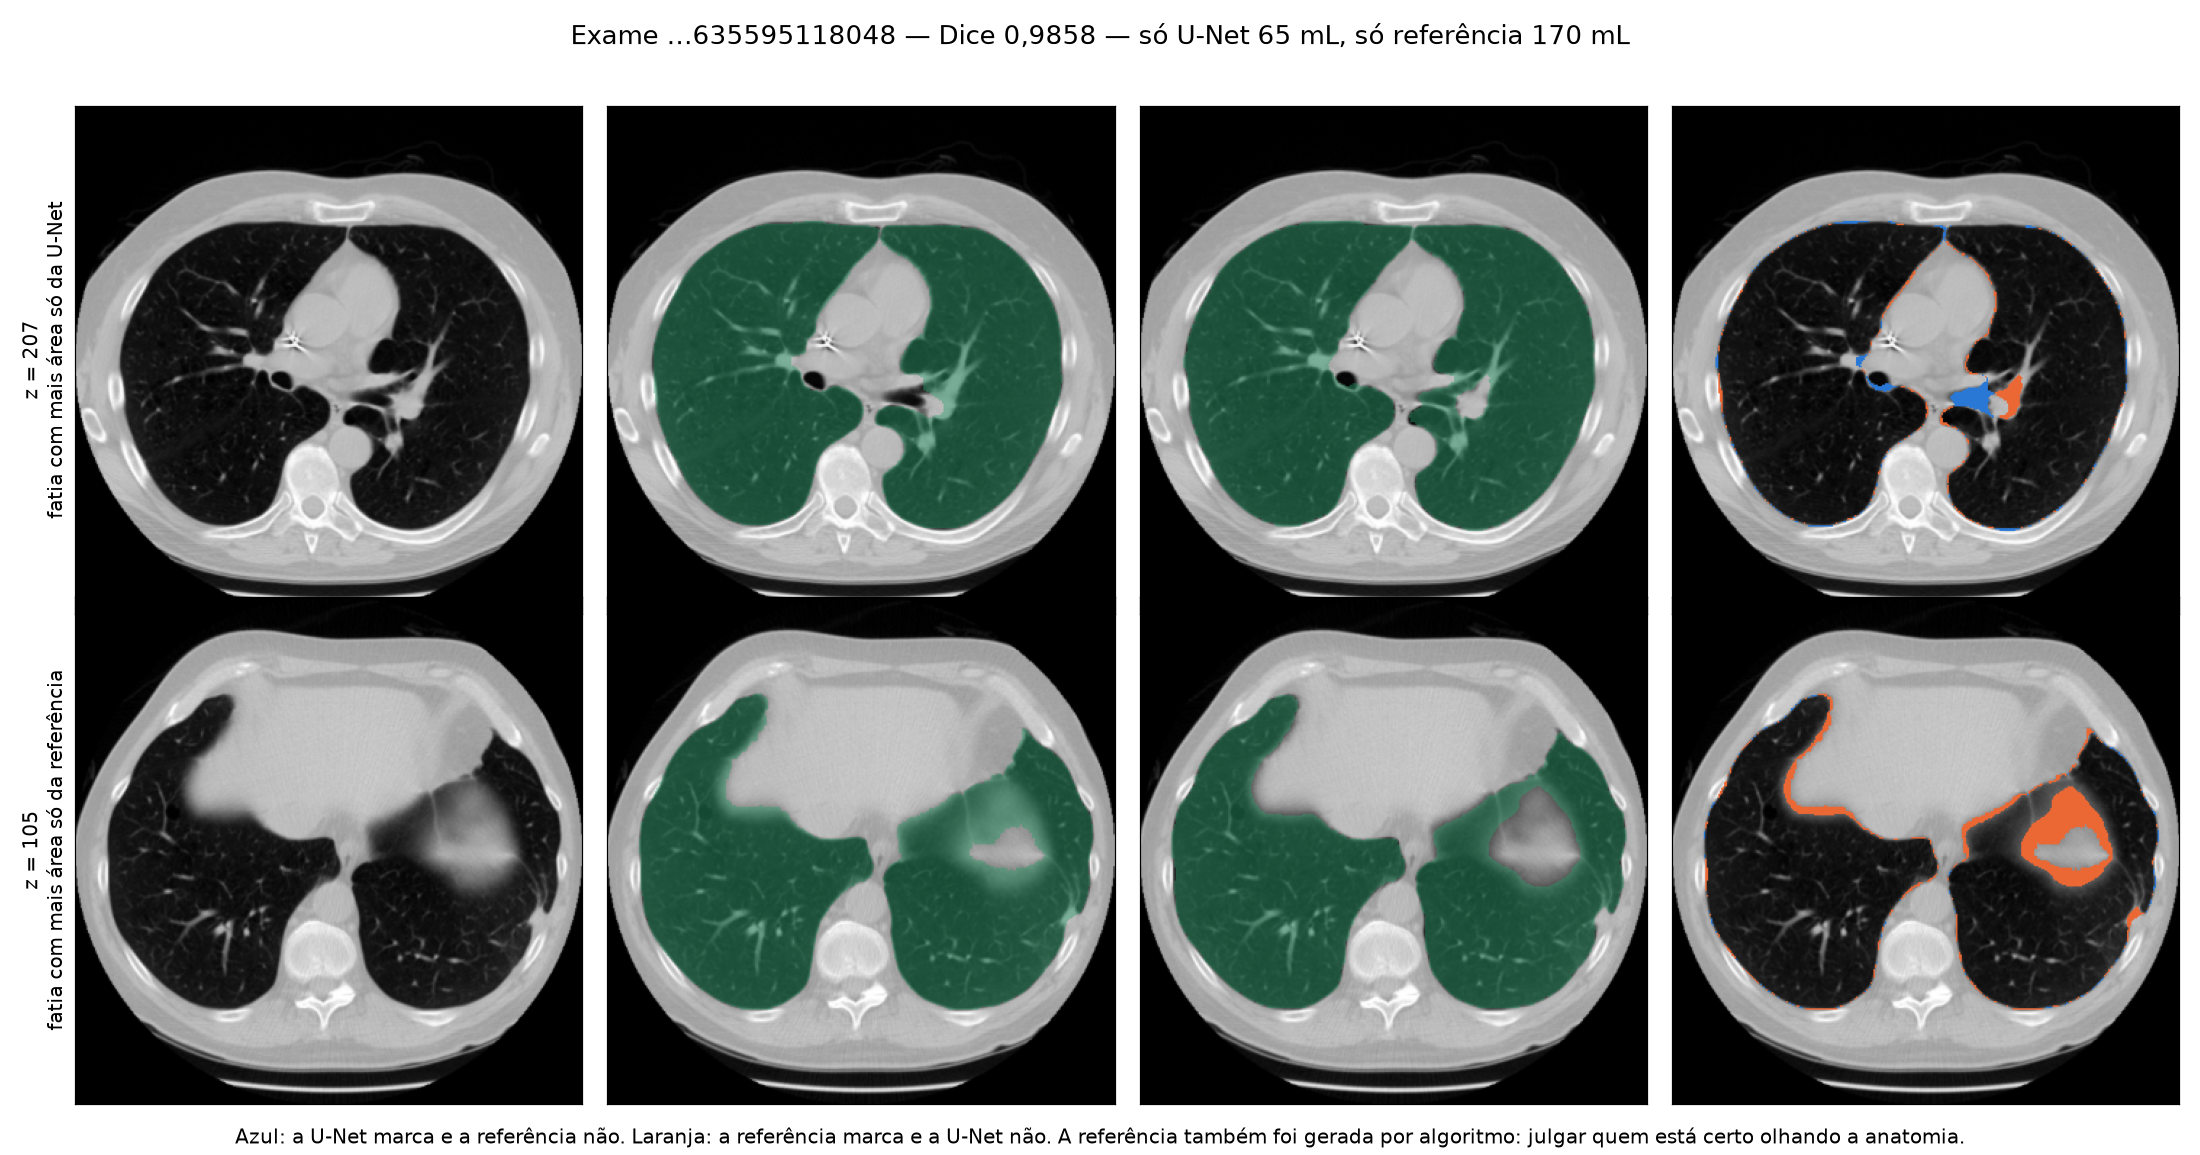 Exame ...635595118048 — Dice 0,9858 — só U-Net 65 mL, só referência 170 mL
z = 207
fatia com mais área só da U-Net
z = 105
fatia com mais área só da referência
Azul: a U-Net marca e a referência não. Laranja: a referência marca e a U-Net não. A referência também foi gerada por algoritmo: julgar quem está certo olhando a anatomia.